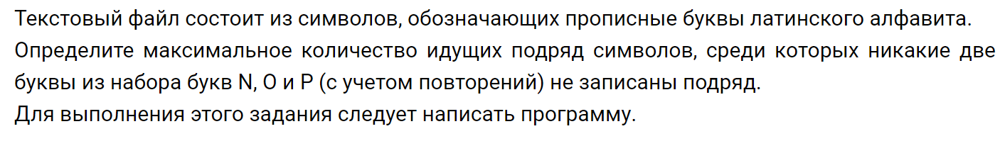 Текстовый файл состоит из символов, обозначающих прописные буквы латинского алфавита.
Определите максимальное количество идущих подряд символов, среди которых никакие две
буквы из набора букв N, O и P (с учетом повторений) не записаны подряд.
Для выполнения этого задания следует написать программу.